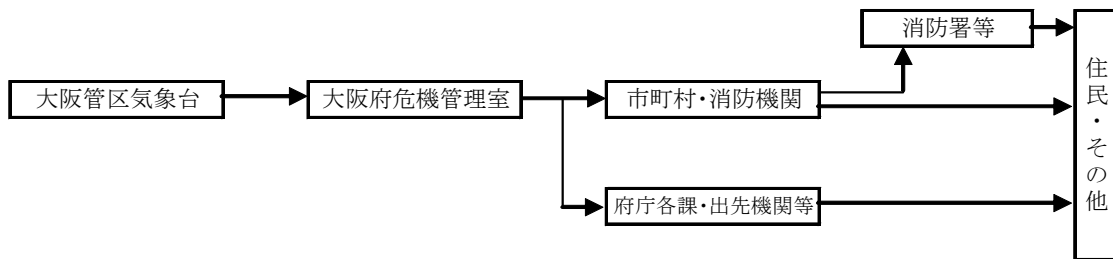 消防署等
大阪管区気象台
大阪府危機管理室
市町村・消防機関
府庁各課・出先機関等
住民・その他